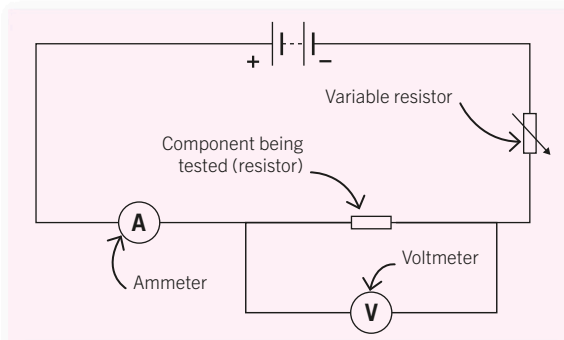 +
–
Variable resistor
Component being
tested (resistor)
A
Voltmeter
Ammeter
V